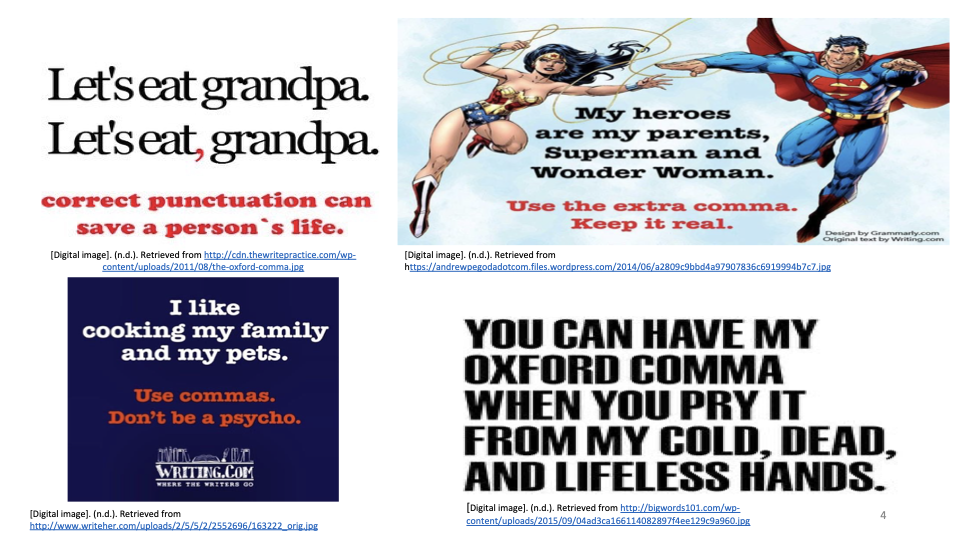 Let's eat grandpa.
Let's eat, grandpa.
correct punctuation can
save a person`s life.
[Digital image]. (n.d.). Retrieved from http://cdn.thewritepractice.com/wp-
content/uploads/2011/08/the-oxford-comma.jpg
My heroes
are my parents,
Superman and
Wonder Woman.
Use the extra comma.
Keep it real.
Design by Grammarly.com
Original text by Writing.com
[Digital image]. (n.d.). Retrieved from
https://andrewpegodadotcom.files.wordpress.com/2014/06/a2809c9bbd4a97907836c6919994b7c7.jpg
I like
cooking my family
and my pets.
Use commas.
Don't be a psycho.
WRITING.COM
WHERE THE WRITERS GO
[Digital image]. (n.d.). Retrieved from
http://www.writeher.com/uploads/2/5/5/2/2552696/163222_orig.jpg
YOU CAN HAVE MY
OXFORD COMMA
WHEN YOU PRY IT
FROM MY COLD, DEAD,
AND LIFELESS HANDS.
[Digital image]. (n.d.). Retrieved from http://bigwords101.com/wp-
content/uploads/2015/09/04ad3ca166114082897f4ee129c9a960.jpg
4